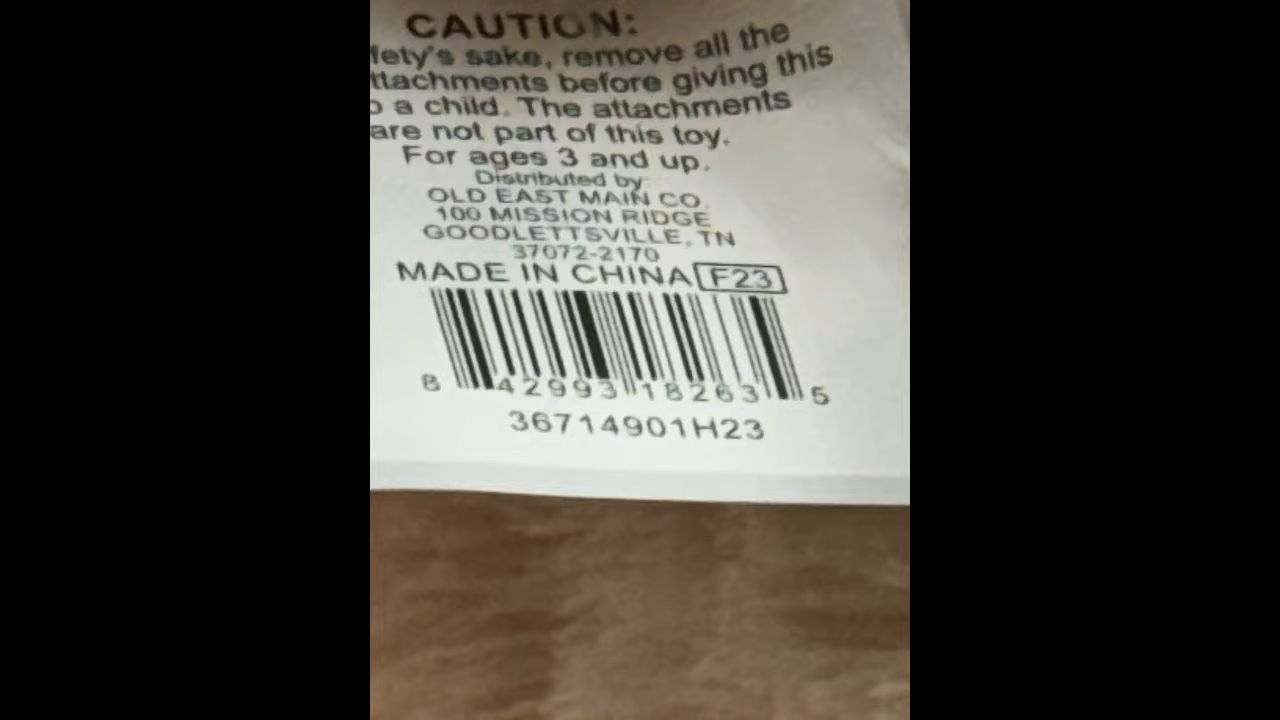 CAUTION:
fety's sake, remove all the
ttachments before giving this
o a child. The attachments
are not part of this toy.
For ages 3 and up.
Distributed by:
OLD EAST MAIN CO.
100 MISSION RIDGE
GOODLETTSVILLE, TN
37072-2170
MADE IN CHINA F23
8 42993 18263 5
36714901H23